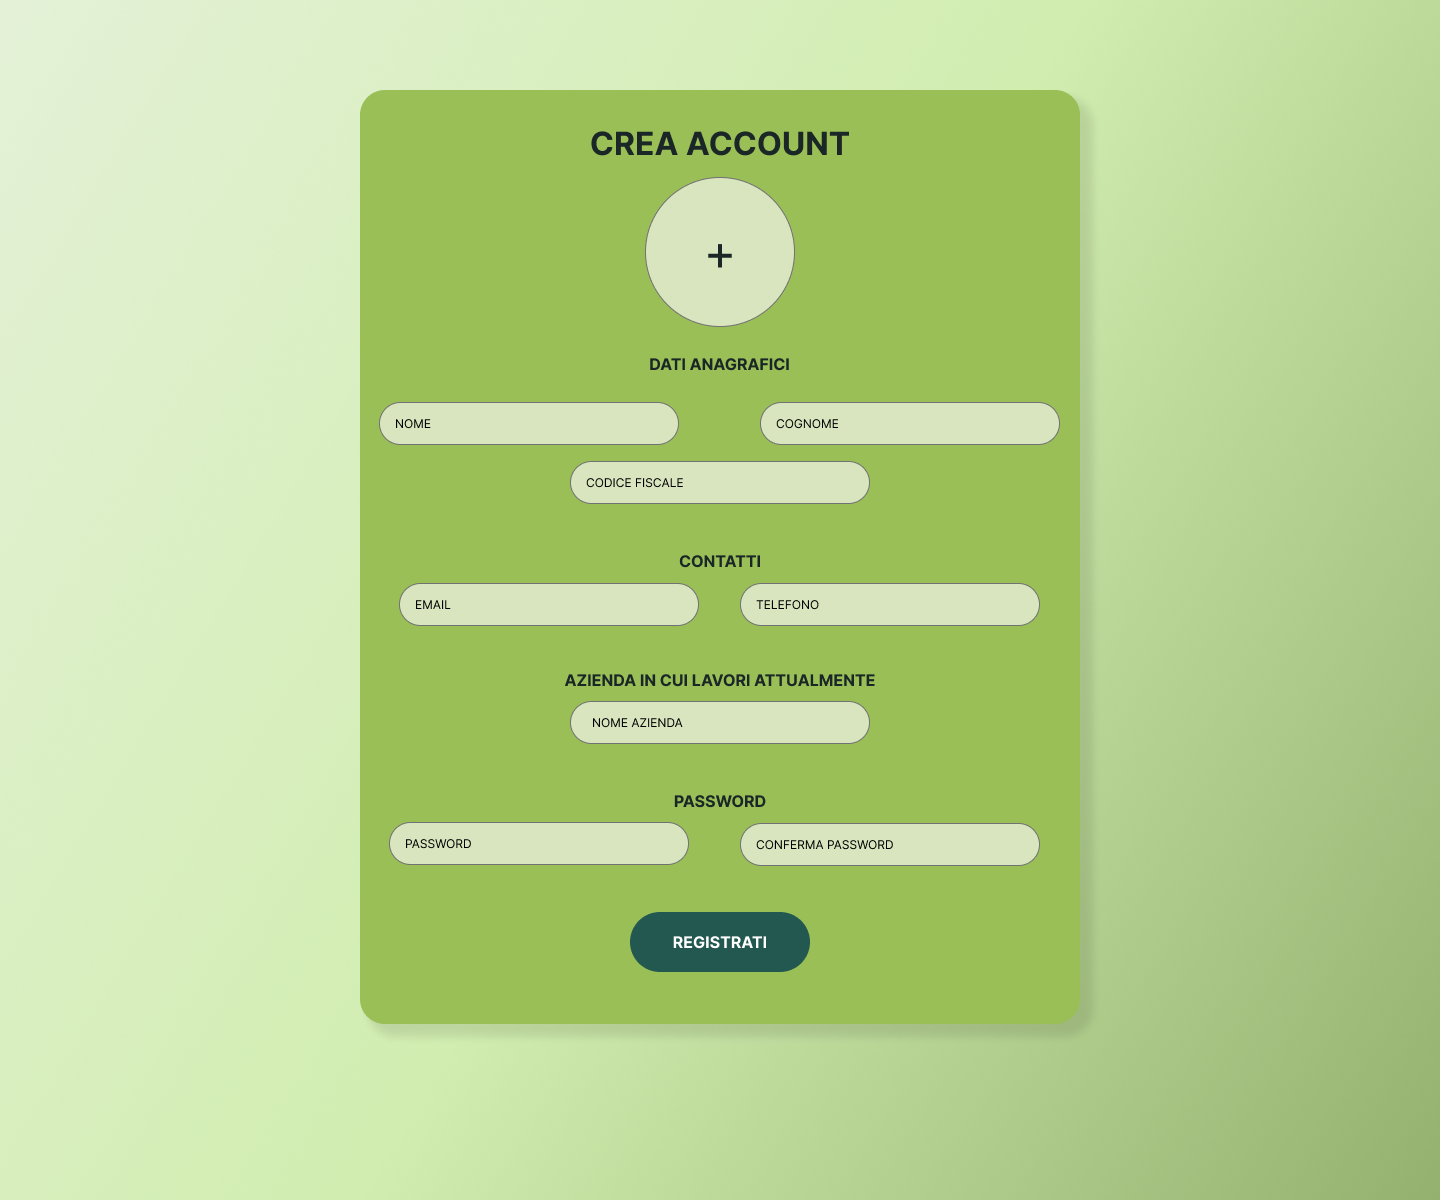 CREA ACCOUNT
+
DATI ANAGRAFICI
NOME
COGNOME
CODICE FISCALE
CONTATTI
EMAIL
TELEFONO
AZIENDA IN CUI LAVORI ATTUALMENTE
NOME AZIENDA
PASSWORD
PASSWORD
CONFERMA PASSWORD
REGISTRATI